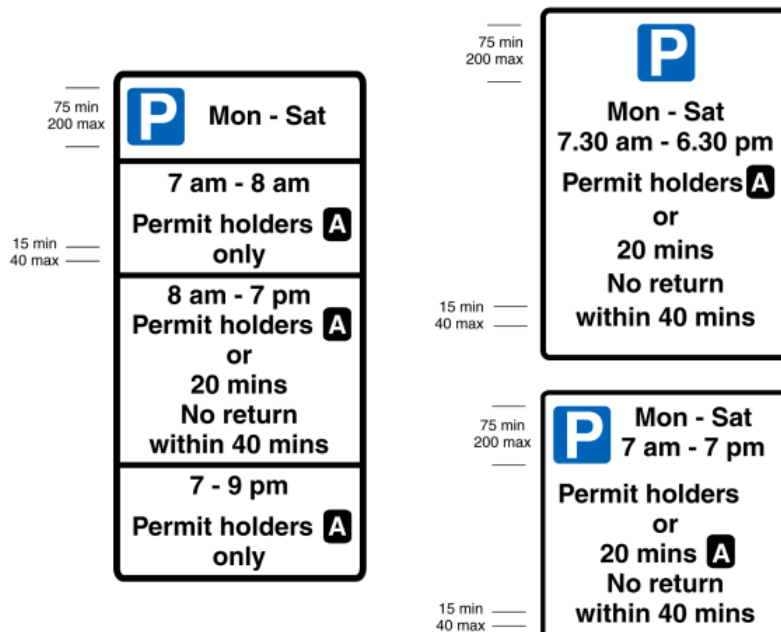 75 min
200 max
P Mon - Sat
7 am - 8 am
Permit holders A
only
15 min
40 max
8 am - 7 pm
Permit holders A
or
20 mins
No return
within 40 mins
7 - 9 pm
Permit holders A
only
75 min
200 max
P
Mon - Sat
7.30 am - 6.30 pm
Permit holders A
or
20 mins
No return
within 40 mins
15 min
40 max
75 min
200 max
P Mon - Sat
7 am - 7 pm
Permit holders
or
20 mins A
No return
within 40 mins
15 min
40 max